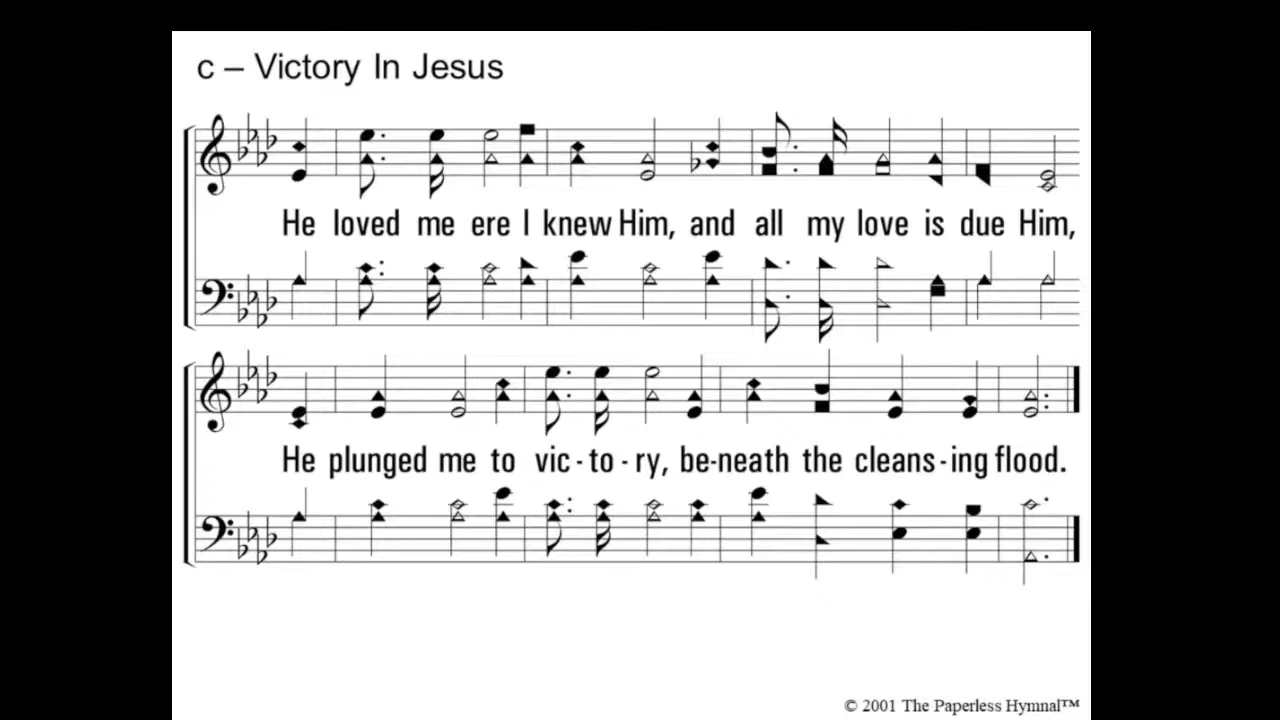 c – Victory In Jesus
He loved me ere I knew Him, and all my love is due Him,
He plunged me to vic - to - ry, be-neath the cleans - ing flood.
© 2001 The Paperless Hymnal™